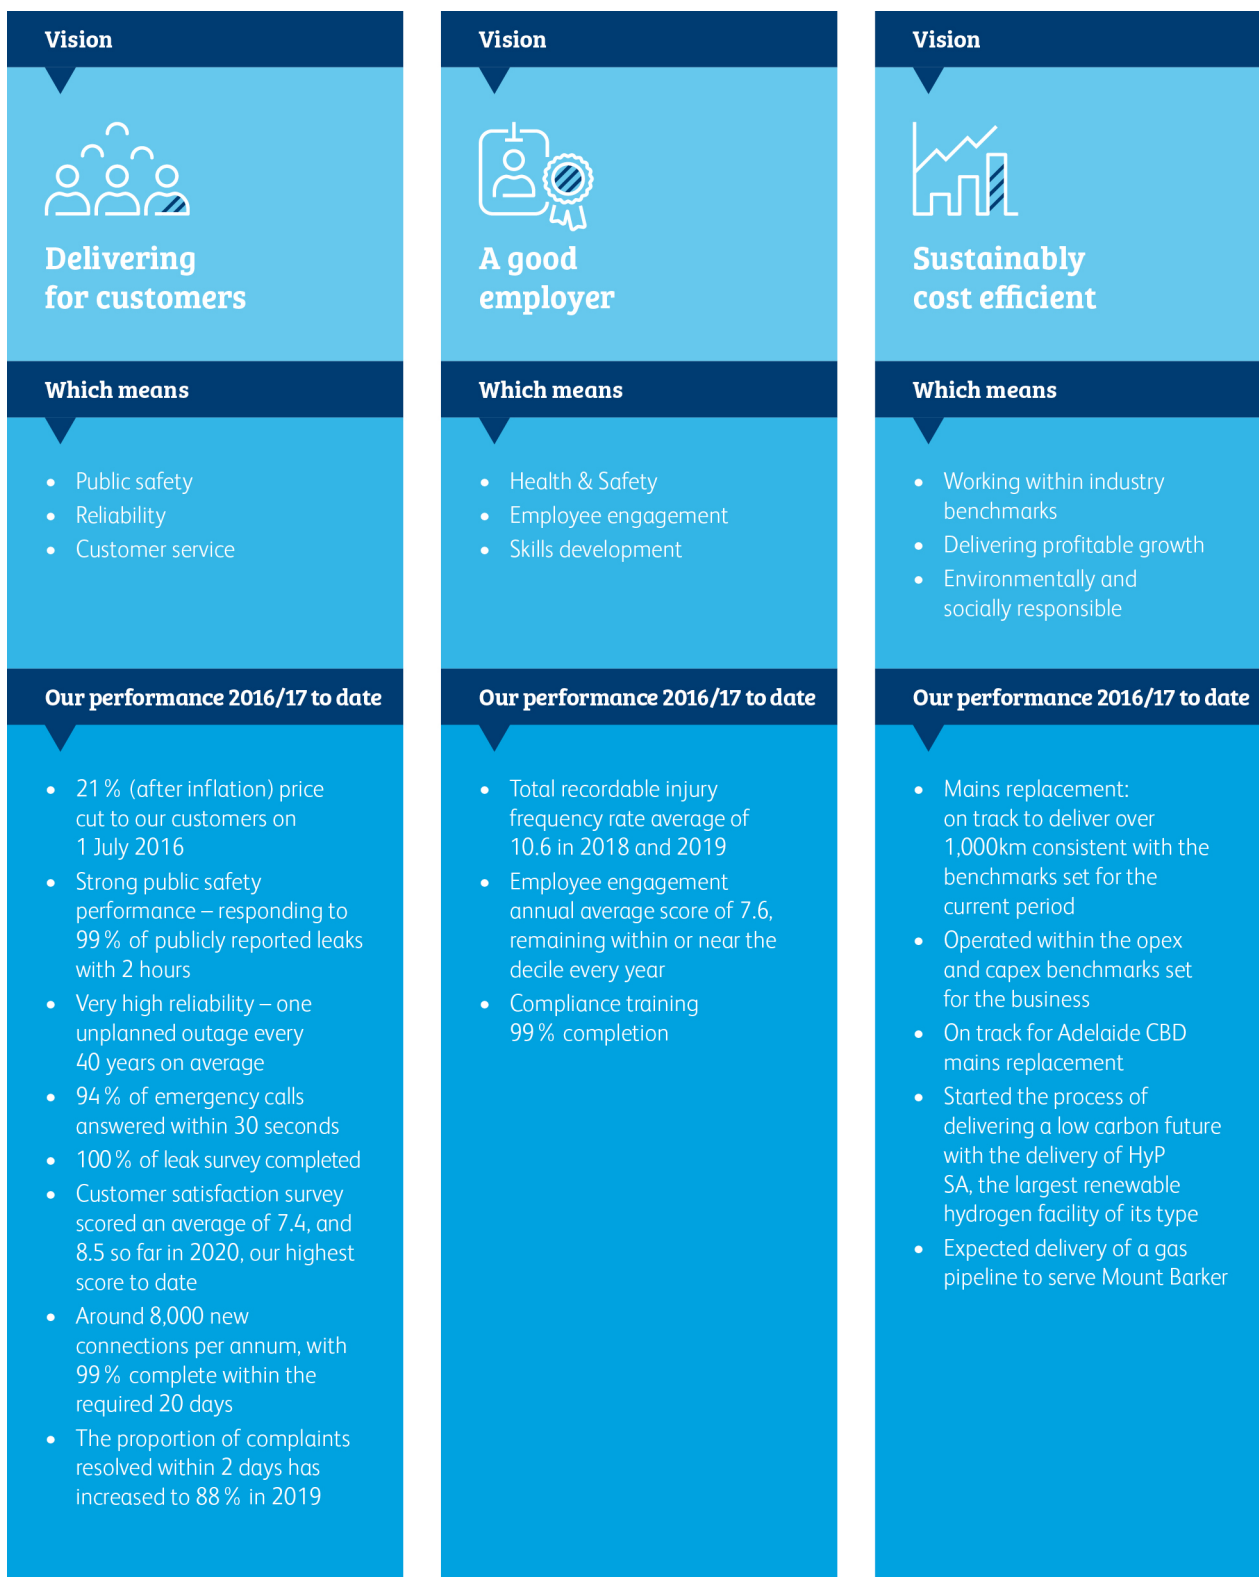 Vision
Delivering
for customers
Which means
• Public safety
• Reliability
• Customer service
Our performance 2016/17 to date
• 21% (after inflation) price
cut to our customers on
1 July 2016
• Strong public safety
performance – responding to
99% of publicly reported leaks
with 2 hours
• Very high reliability – one
unplanned outage every
40 years on average
• 94% of emergency calls
answered within 30 seconds
• 100% of leak survey completed
• Customer satisfaction survey
scored an average of 7.4, and
8.5 so far in 2020, our highest
score to date
• Around 8,000 new
connections per annum, with
99% complete within the
required 20 days
• The proportion of complaints
resolved within 2 days has
increased to 88% in 2019
Vision
A good
employer
Which means
• Health & Safety
• Employee engagement
• Skills development
Our performance 2016/17 to date
• Total recordable injury
frequency rate average of
10.6 in 2018 and 2019
• Employee engagement
annual average score of 7.6,
remaining within or near the
decile every year
• Compliance training
99% completion
Vision
Sustainably
cost efficient
Which means
• Working within industry
benchmarks
• Delivering profitable growth
• Environmentally and
socially responsible
Our performance 2016/17 to date
• Mains replacement:
on track to deliver over
1,000km consistent with the
benchmarks set for the
current period
• Operated within the opex
and capex benchmarks set
for the business
• On track for Adelaide CBD
mains replacement
• Started the process of
delivering a low carbon future
with the delivery of HyP
SA, the largest renewable
hydrogen facility of its type
• Expected delivery of a gas
pipeline to serve Mount Barker